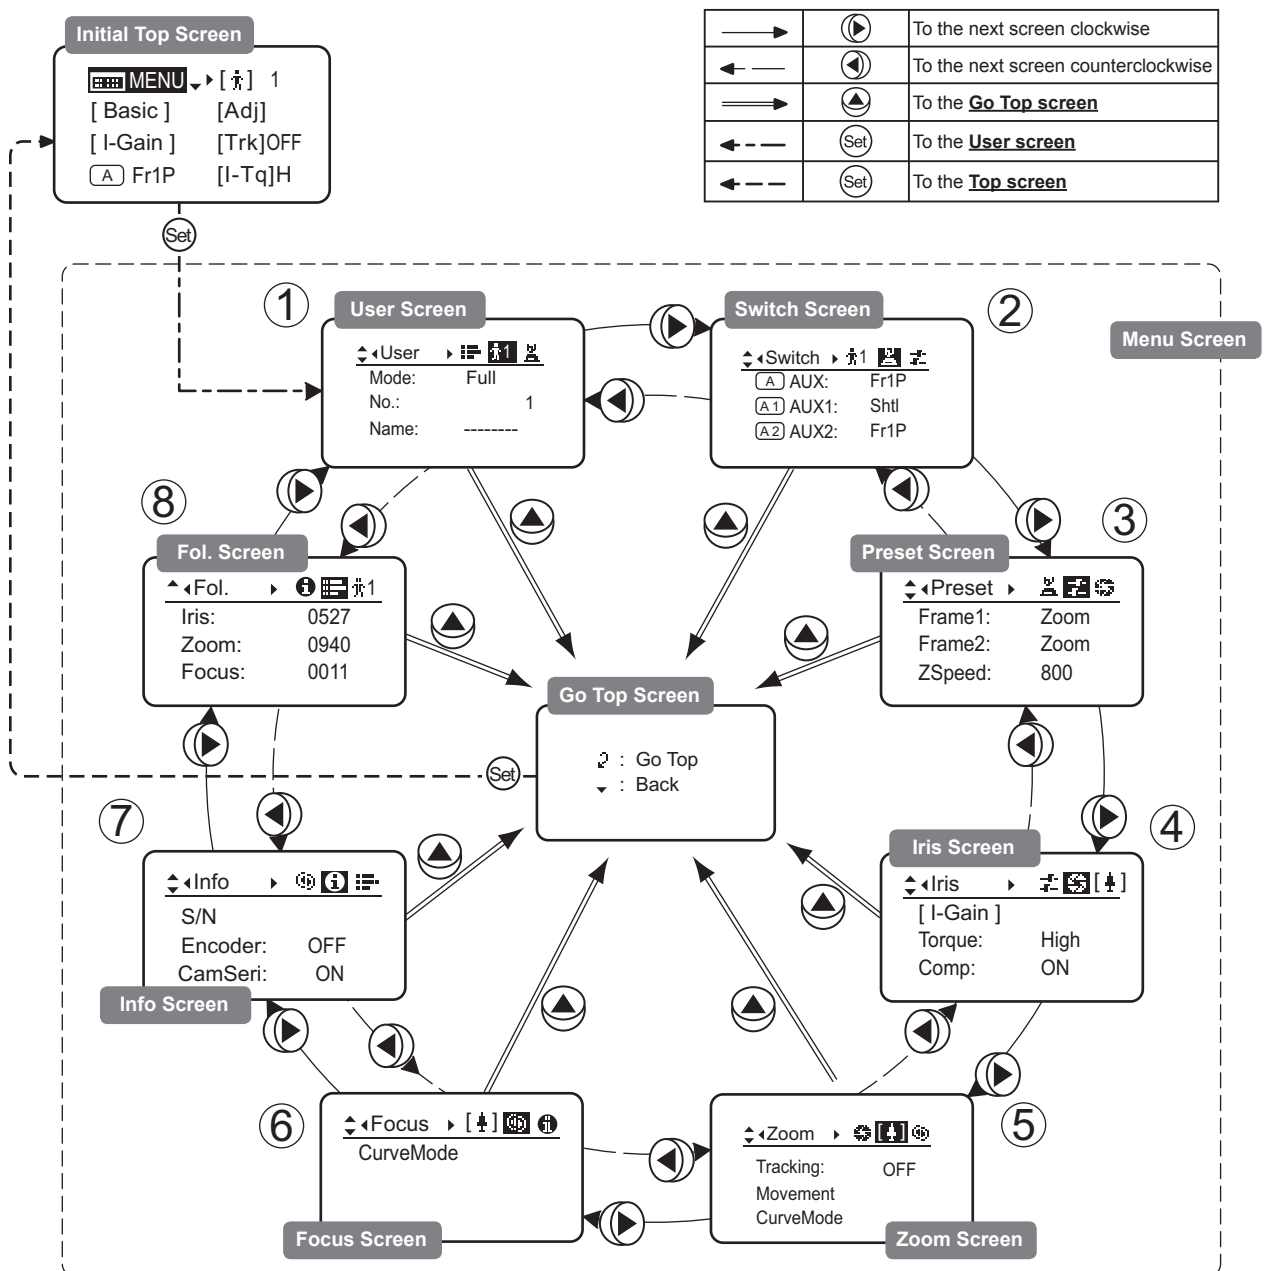 Initial Top Screen
MENU [ ] 1
[ Basic ] [Adj]
[ I-Gain ] [Trk]OFF
A Fr1P [I-Tq]H
Set
To the next screen clockwise
To the next screen counterclockwise
To the Go Top screen
Set To the User screen
Set To the Top screen
Menu Screen
1
User Screen
User 1
Mode: Full
No.: 1
Name: --------
2
Switch Screen
Switch 1
A AUX: Fr1P
A1 AUX1: Shtl
A2 AUX2: Fr1P
3
Preset Screen
Preset
Frame1: Zoom
Frame2: Zoom
ZSpeed: 800
8
Fol. Screen
Fol. 1
Iris: 0527
Zoom: 0940
Focus: 0011
Go Top Screen
: Go Top
: Back
Set
4
Iris Screen
Iris
[ I-Gain ]
Torque: High
Comp: ON
7
Info
S/N
Encoder: OFF
CamSeri: ON
Info Screen
6
Focus
CurveMode
Focus Screen
5
Zoom
Tracking: OFF
Movement
CurveMode
Zoom Screen